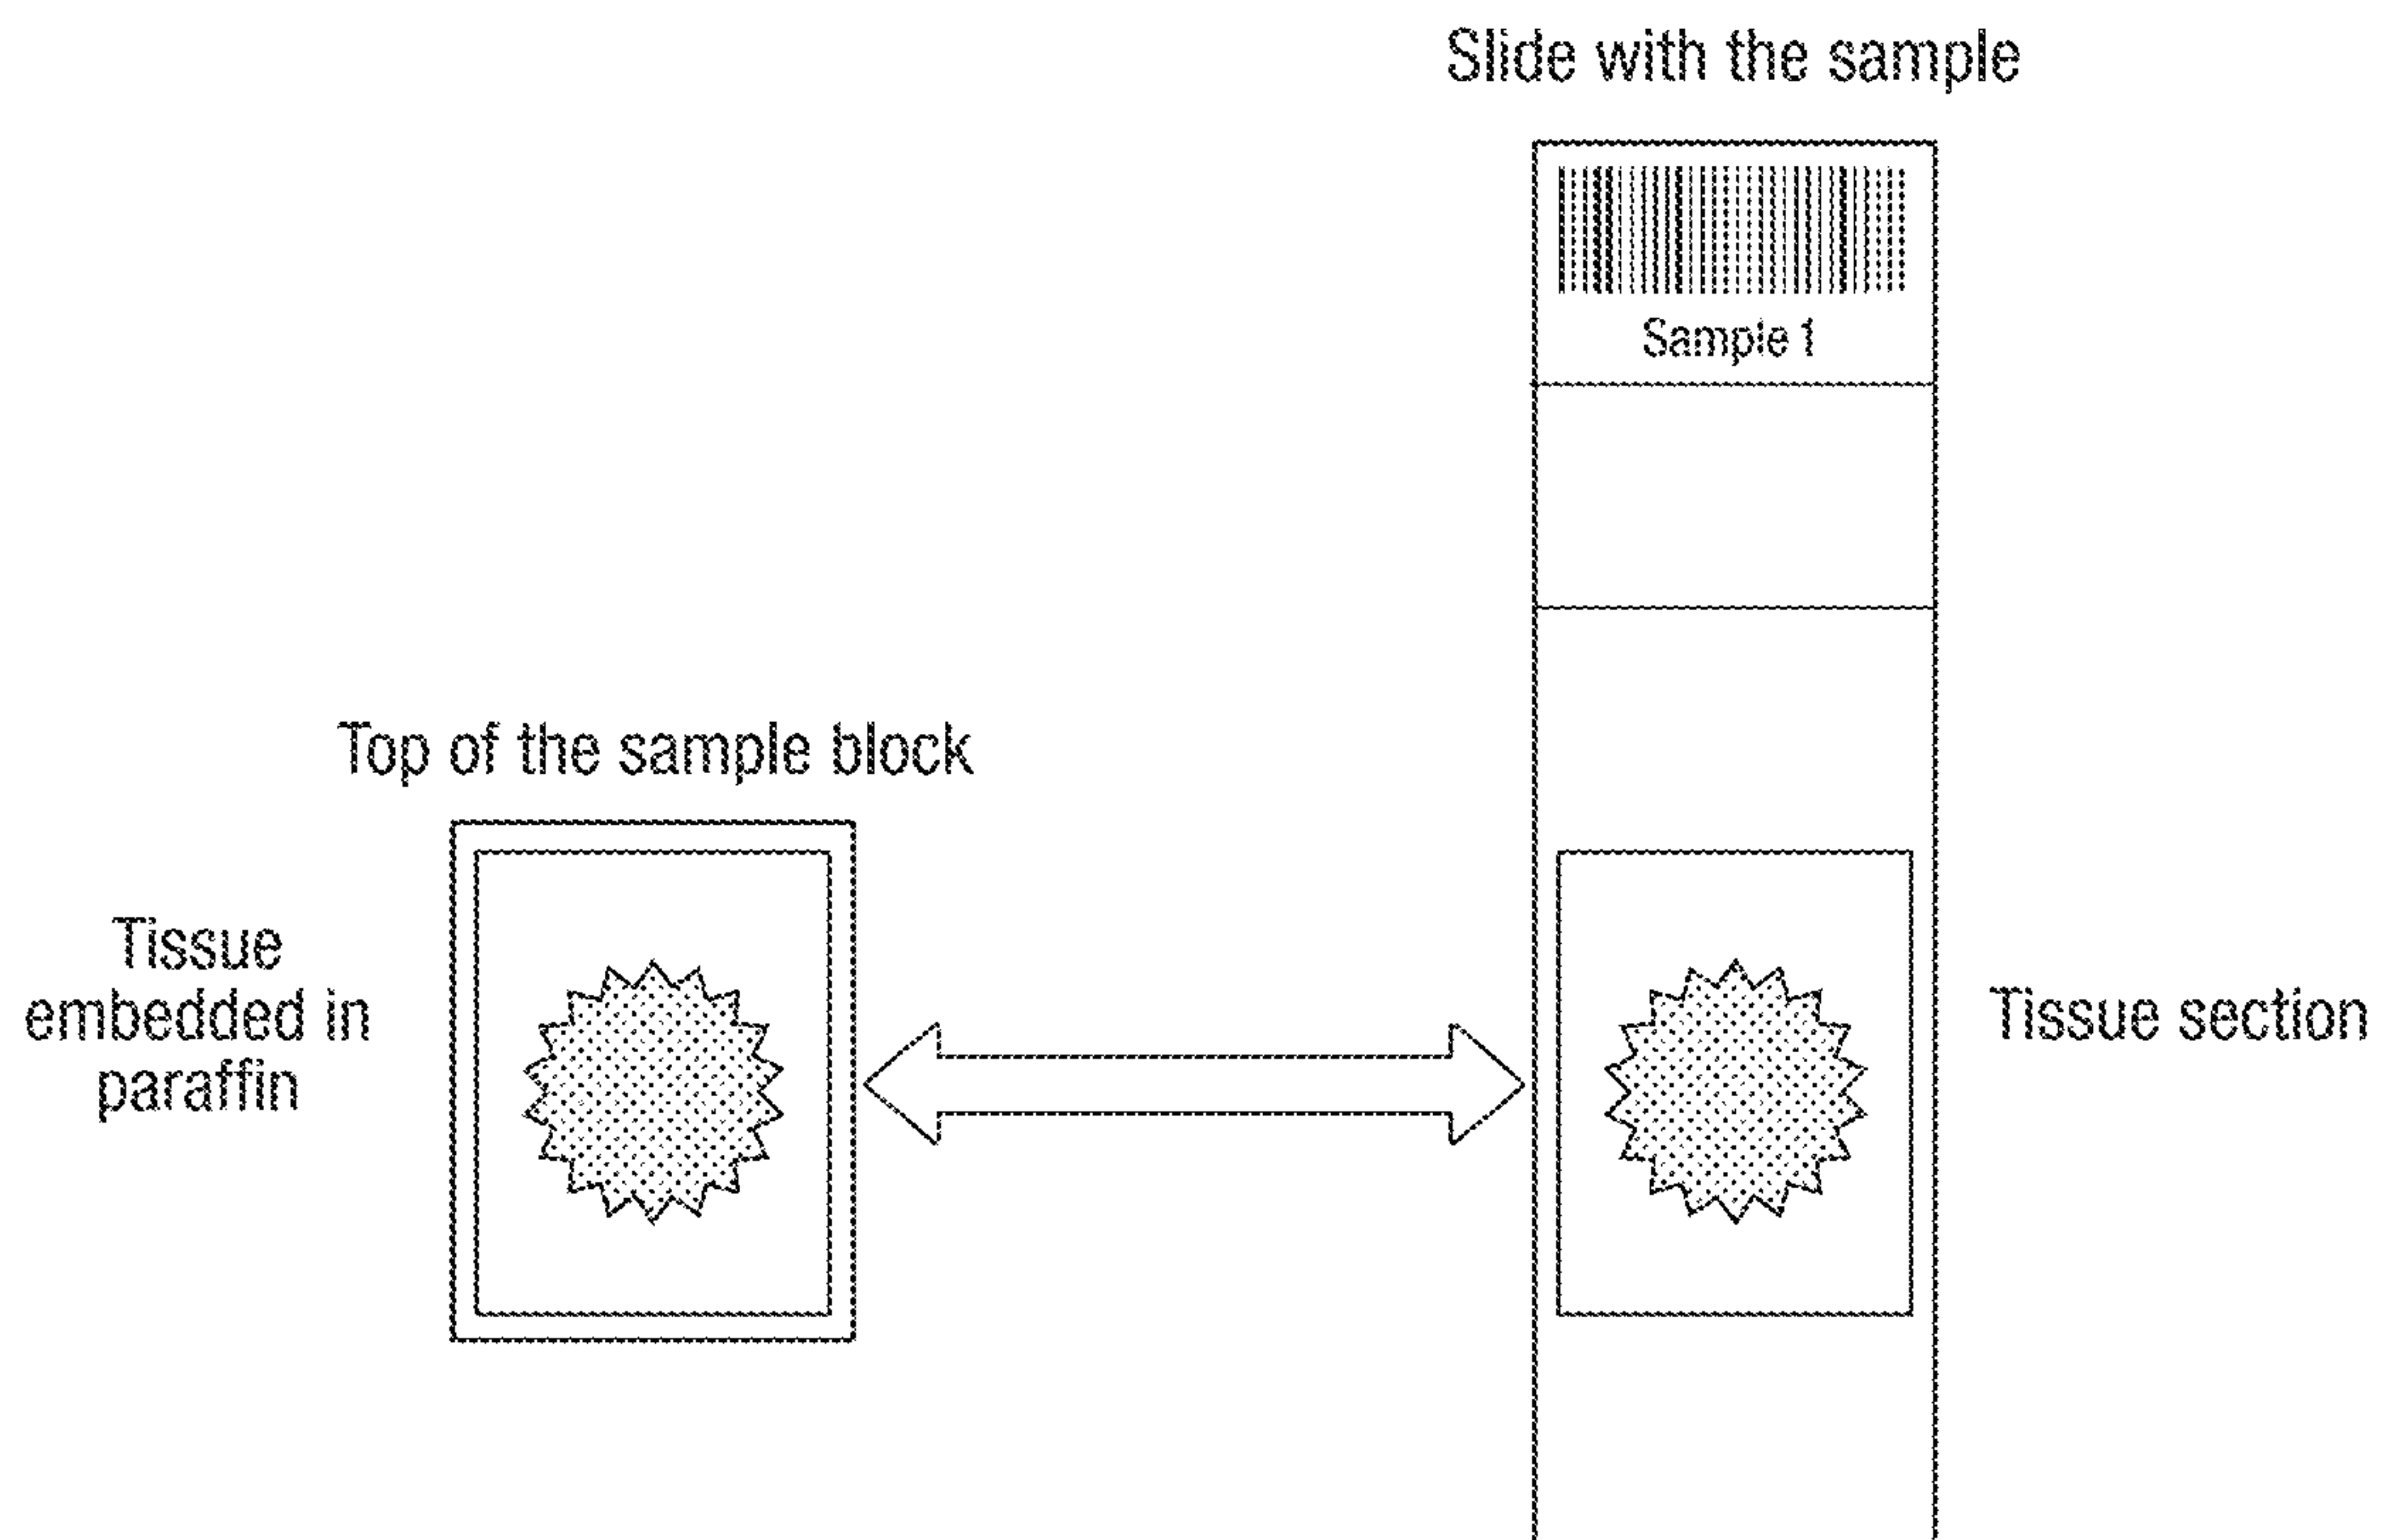 Slide with the sample
Sample 1
Top of the sample block
Tissue
embedded in
paraffin
Tissue section